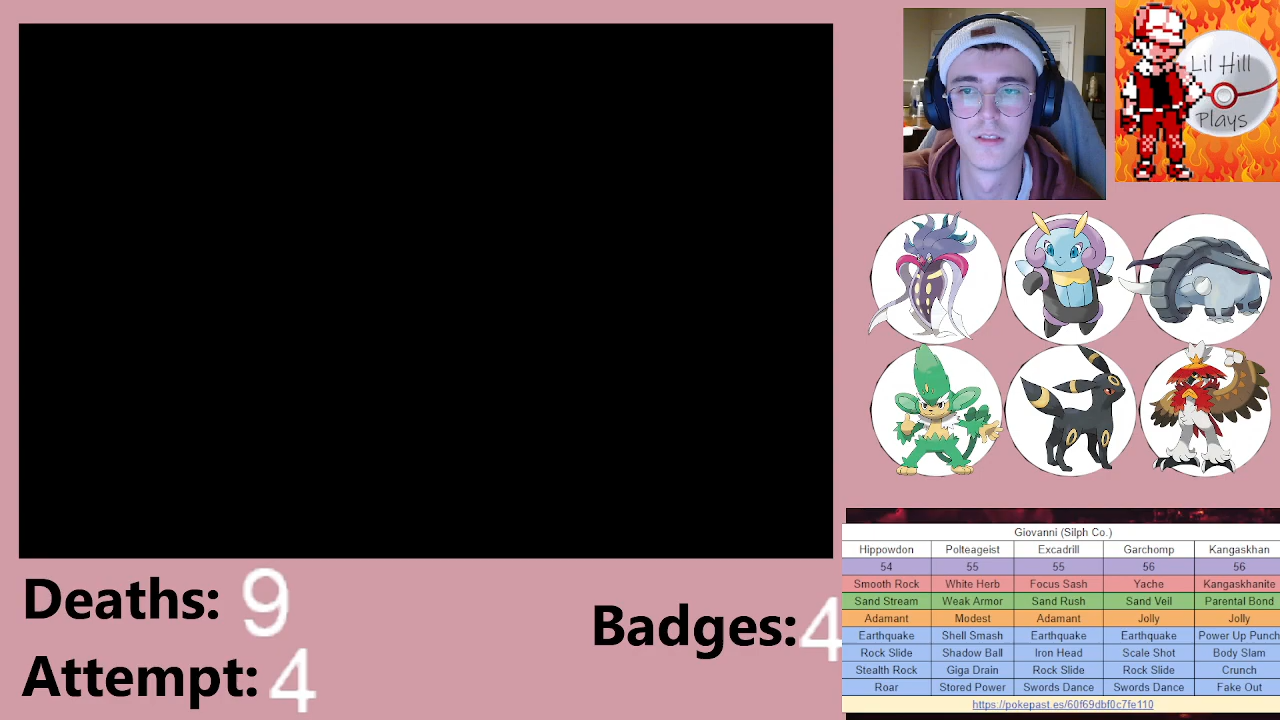 Lil Hill
Plays
Giovanni (Silph Co.)
Hippowdon Polteageist Excadrill Garchomp Kangaskhan
54 55 55 56 56
Smooth Rock White Herb Focus Sash Yache Kangaskhanite
Sand Stream Weak Armor Sand Rush Sand Veil Parental Bond
Adamant Modest Adamant Jolly Jolly
Earthquake Shell Smash Earthquake Earthquake Power Up Punch
Rock Slide Shadow Ball Iron Head Scale Shot Body Slam
Stealth Rock Giga Drain Rock Slide Rock Slide Crunch
Roar Stored Power Swords Dance Swords Dance Fake Out
https://pokepast.es/60f69dbf0c7fe110
Deaths: 9
Badges: 4
Attempt: 4